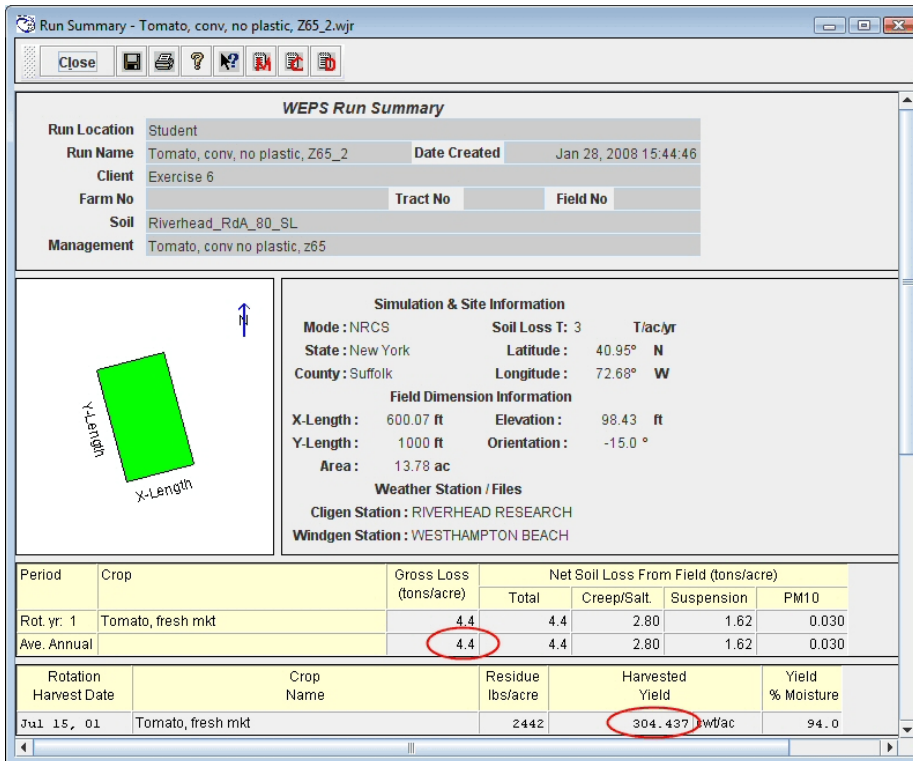 Run Summary - Tomato, conv, no plastic, Z65_2.wjr
Close
WEPS Run Summary
Run Location Student
Run Name Tomato, conv, no plastic, Z65_2 Date Created Jan 28, 2008 15:44:46
Client Exercise 6
Farm No Tract No Field No
Soil Riverhead_RdA_80_SL
Management Tomato, conv no plastic, z65
N
Y-Length
X-Length
Simulation & Site Information
Mode : NRCS Soil Loss T: 3 T/ac/yr
State : New York Latitude : 40.95° N
County : Suffolk Longitude : 72.68° W
Field Dimension Information
X-Length : 600.07 ft Elevation : 98.43 ft
Y-Length : 1000 ft Orientation : -15.0 °
Area : 13.78 ac
Weather Station / Files
Cligen Station : RIVERHEAD RESEARCH
Windgen Station : WESTHAMPTON BEACH
Period Crop Gross Loss Net Soil Loss From Field (tons/acre)
(tons/acre) Total Creep/Salt. Suspension PM10
Rot. yr: 1 Tomato, fresh mkt 4.4 4.4 2.80 1.62 0.030
Ave. Annual 4.4 4.4 2.80 1.62 0.030
Rotation Crop Residue Harvested Yield
Harvest Date Name lbs/acre Yield % Moisture
Jul 15, 01 Tomato, fresh mkt 2442 304.437 cwt/ac 94.0